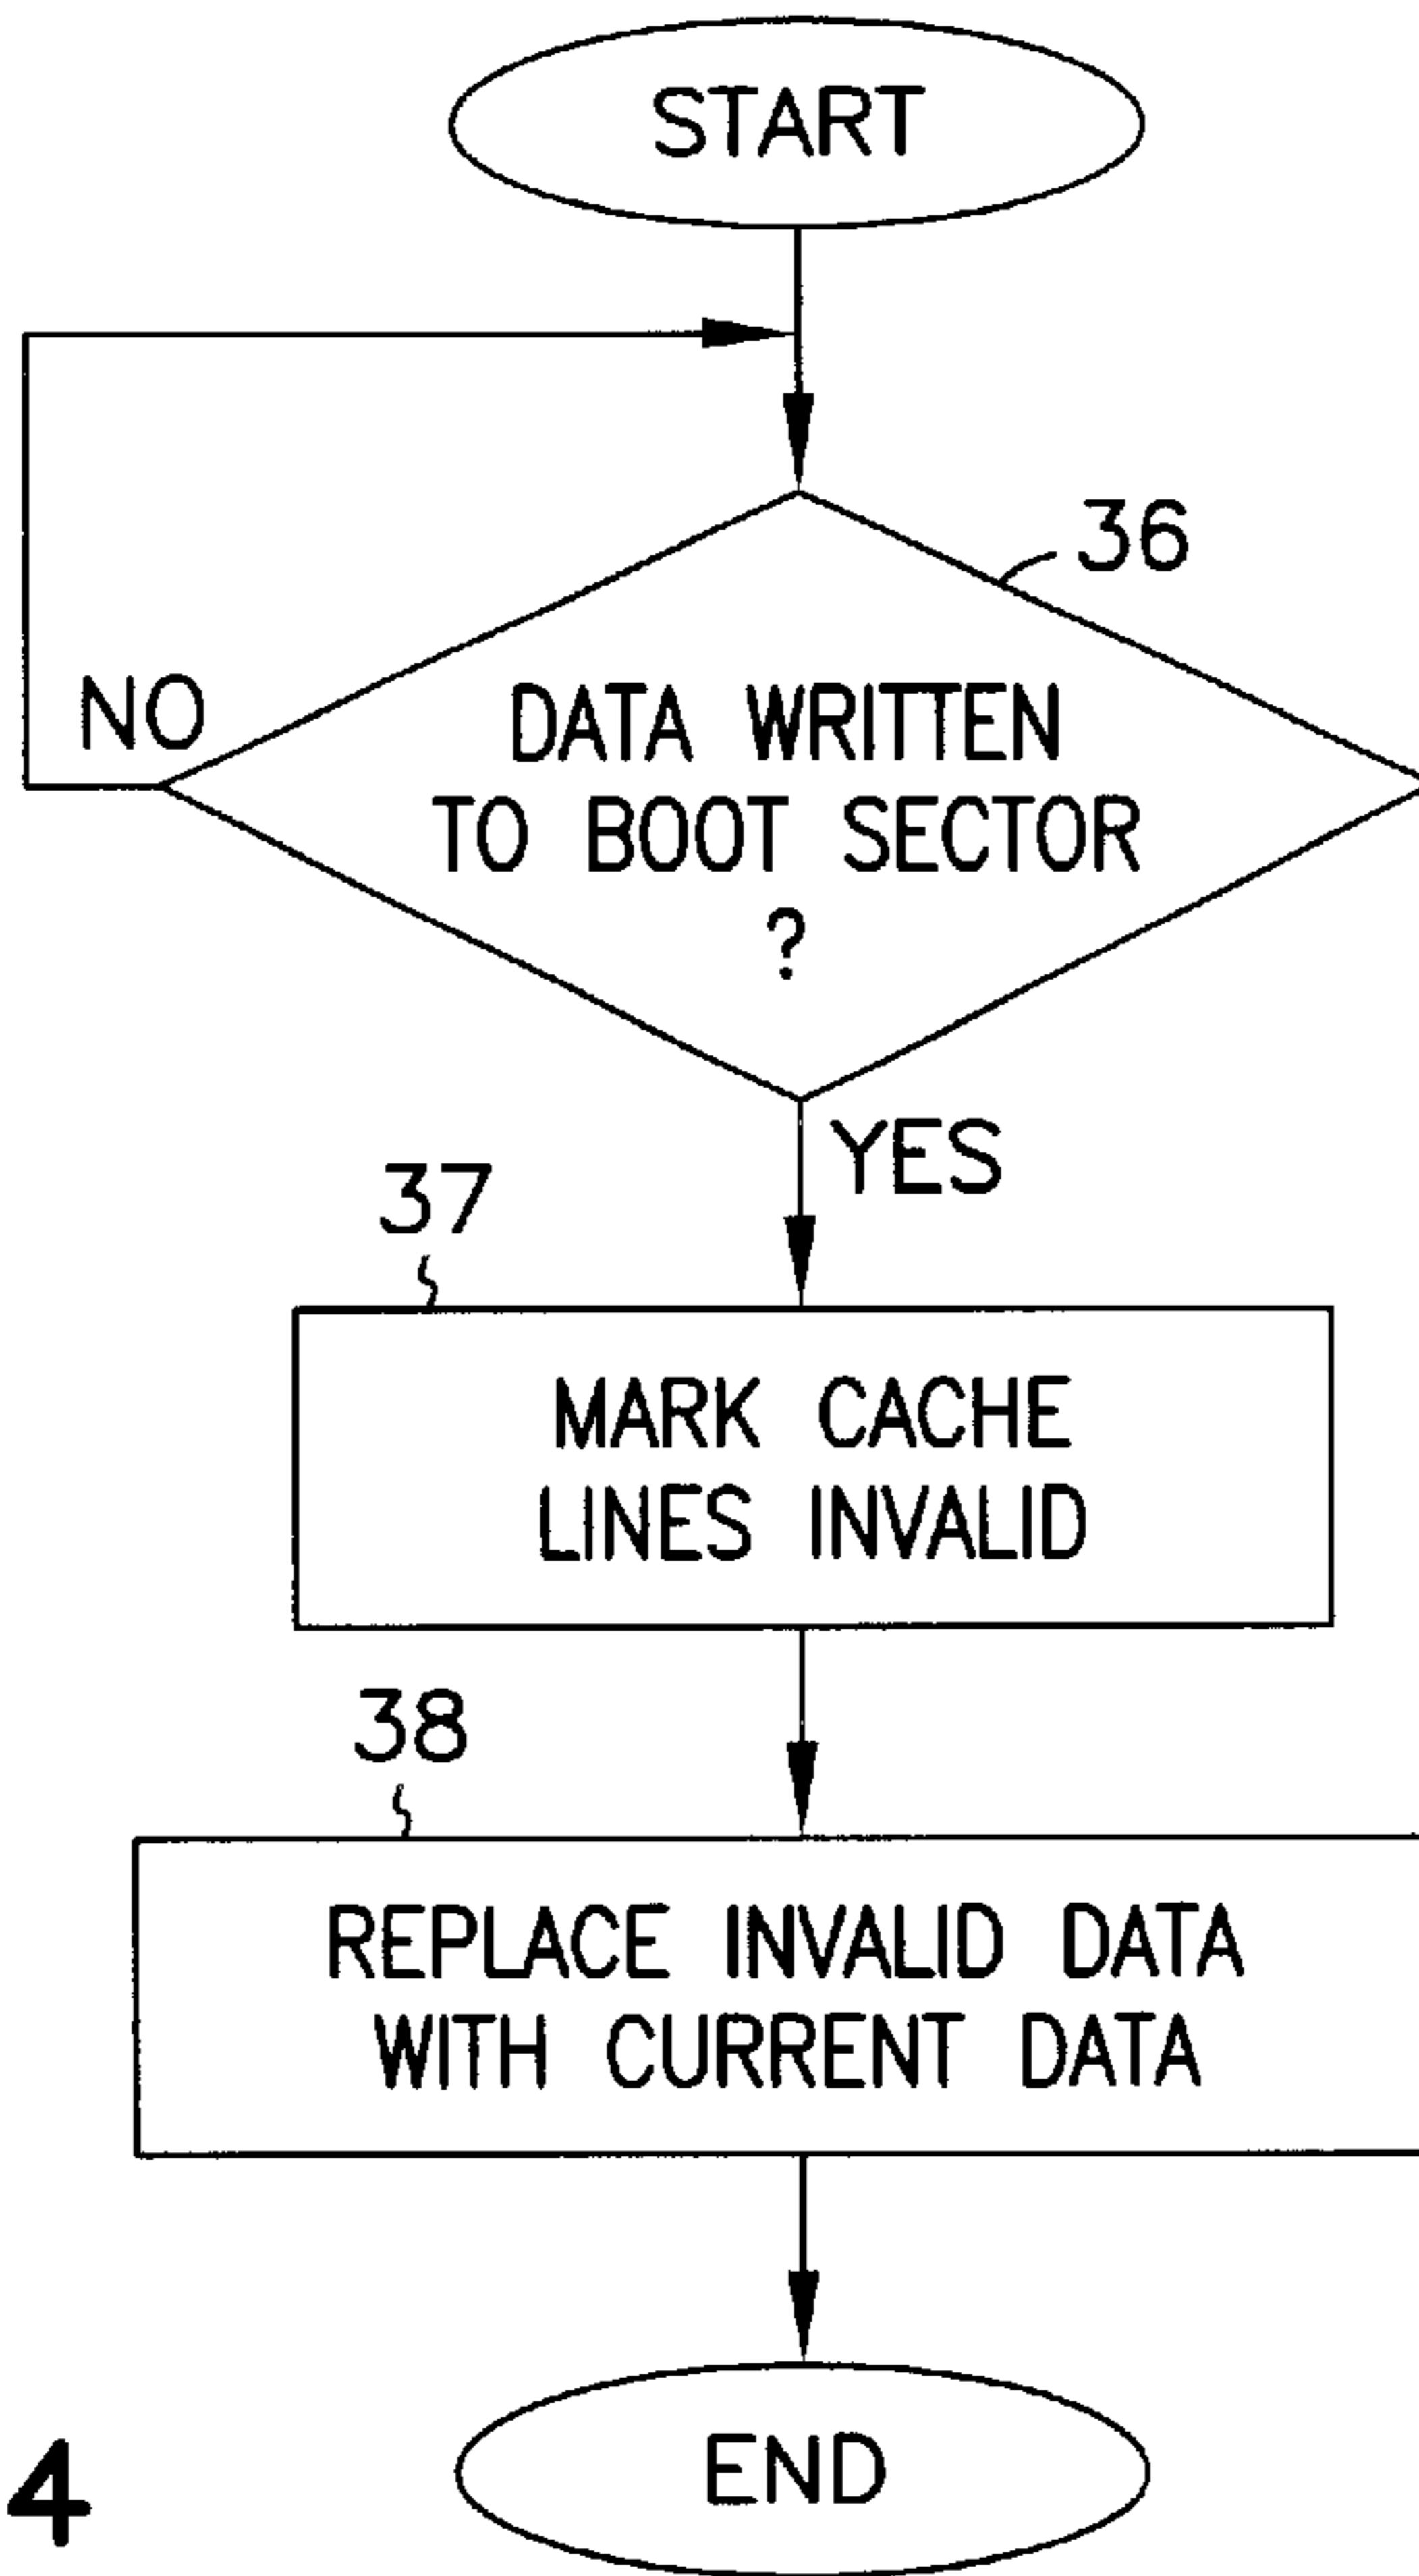 START
36
NO
DATA WRITTEN
TO BOOT SECTOR
?
YES
37
MARK CACHE
LINES INVALID
38
REPLACE INVALID DATA
WITH CURRENT DATA
END
4